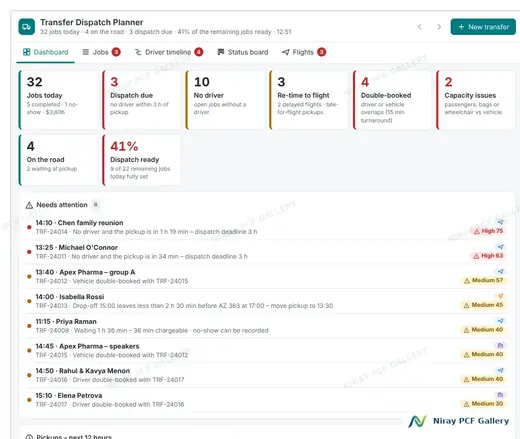 Transfer Dispatch Planner
32 jobs today · 4 on the road · 3 dispatch due · 41% of the remaining jobs ready · 12:51
New transfer
Dashboard
Jobs 3
Driver timeline 4
Status board
Flights 3
32
Jobs today
5 completed · 1 no-show · $3,606
3
Dispatch due
no driver within 3 h of pickup
10
No driver
open jobs without a driver
3
Re-time to flight
2 delayed flights · late-for-flight pickups
4
Double-booked
driver or vehicle overlaps (15 min turnaround)
2
Capacity issues
passengers, bags or wheelchair vs vehicle
4
On the road
2 waiting at pickup
41%
Dispatch ready
9 of 22 remaining jobs today fully set
Needs attention 8
14:10 · Chen family reunion
TRF-24014 · No driver and the pickup is in 1 h 19 min – dispatch deadline 3 h
High 75
13:25 · Michael O'Connor
TRF-24011 · No driver and the pickup is in 34 min – dispatch deadline 3 h
High 63
13:40 · Apex Pharma – group A
TRF-24012 · Vehicle double-booked with TRF-24015
Medium 57
14:00 · Isabella Rossi
TRF-24013 · Drop-off 15:00 leaves less than 2 h 30 min before AZ 383 at 17:00 – move pickup to 13:30
Medium 45
11:15 · Priya Raman
TRF-24008 · Waiting 1 h 36 min – 38 min chargeable · no-show can be recorded
Medium 40
14:45 · Apex Pharma – speakers
TRF-24015 · Vehicle double-booked with TRF-24012
Medium 40
14:50 · Rahul & Kavya Menon
TRF-24016 · Driver double-booked with TRF-24017
Medium 40
15:10 · Elena Petrova
TRF-24017 · Driver double-booked with TRF-24016
Medium 30
Niray PCF Gallery
Pickups – next 12 hours